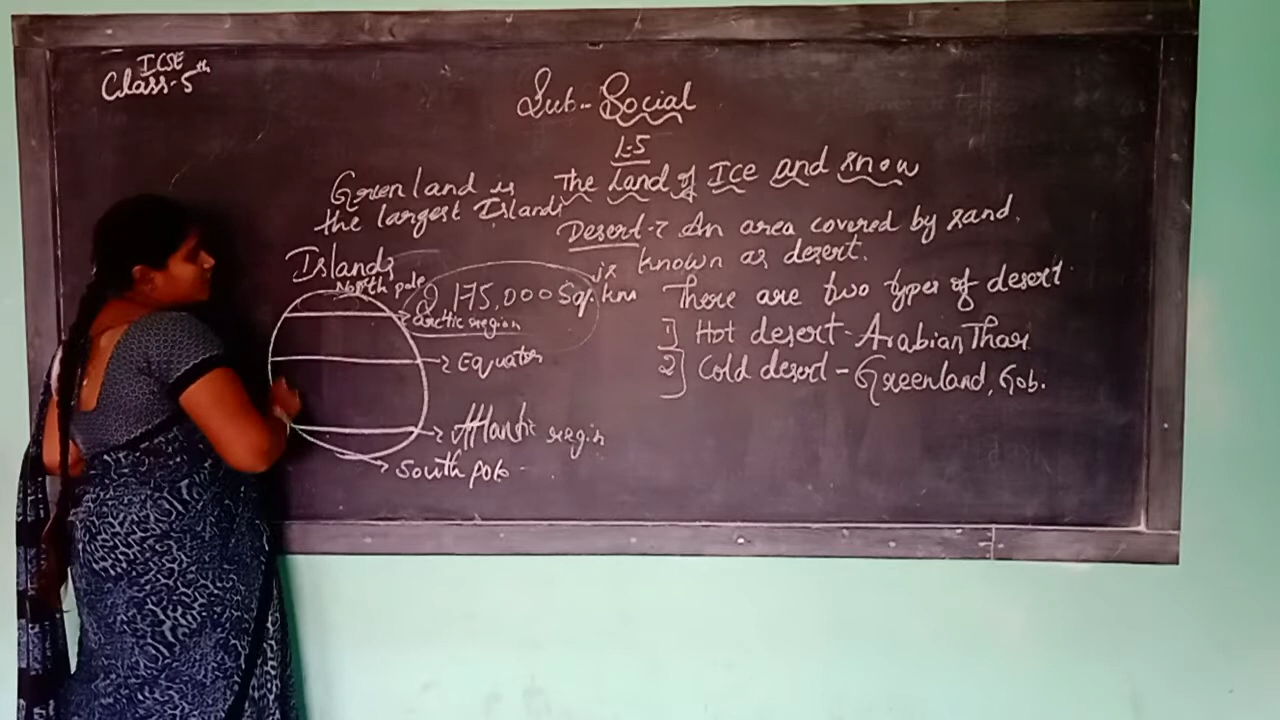 ICSE
Class-5th
Sub-- Social
L-5
The Land of Ice and snow
Greenland is
the largest Islands
Desert-? An area covered by sand,
is known as desert.
Islands
North pole
2,175,000 Sq. km
There are two types of desert
arctic region
1] Hot desert - Arabian Thar
Equator
2] Cold desert - Greenland, Gob.
Atlantic region
South pole